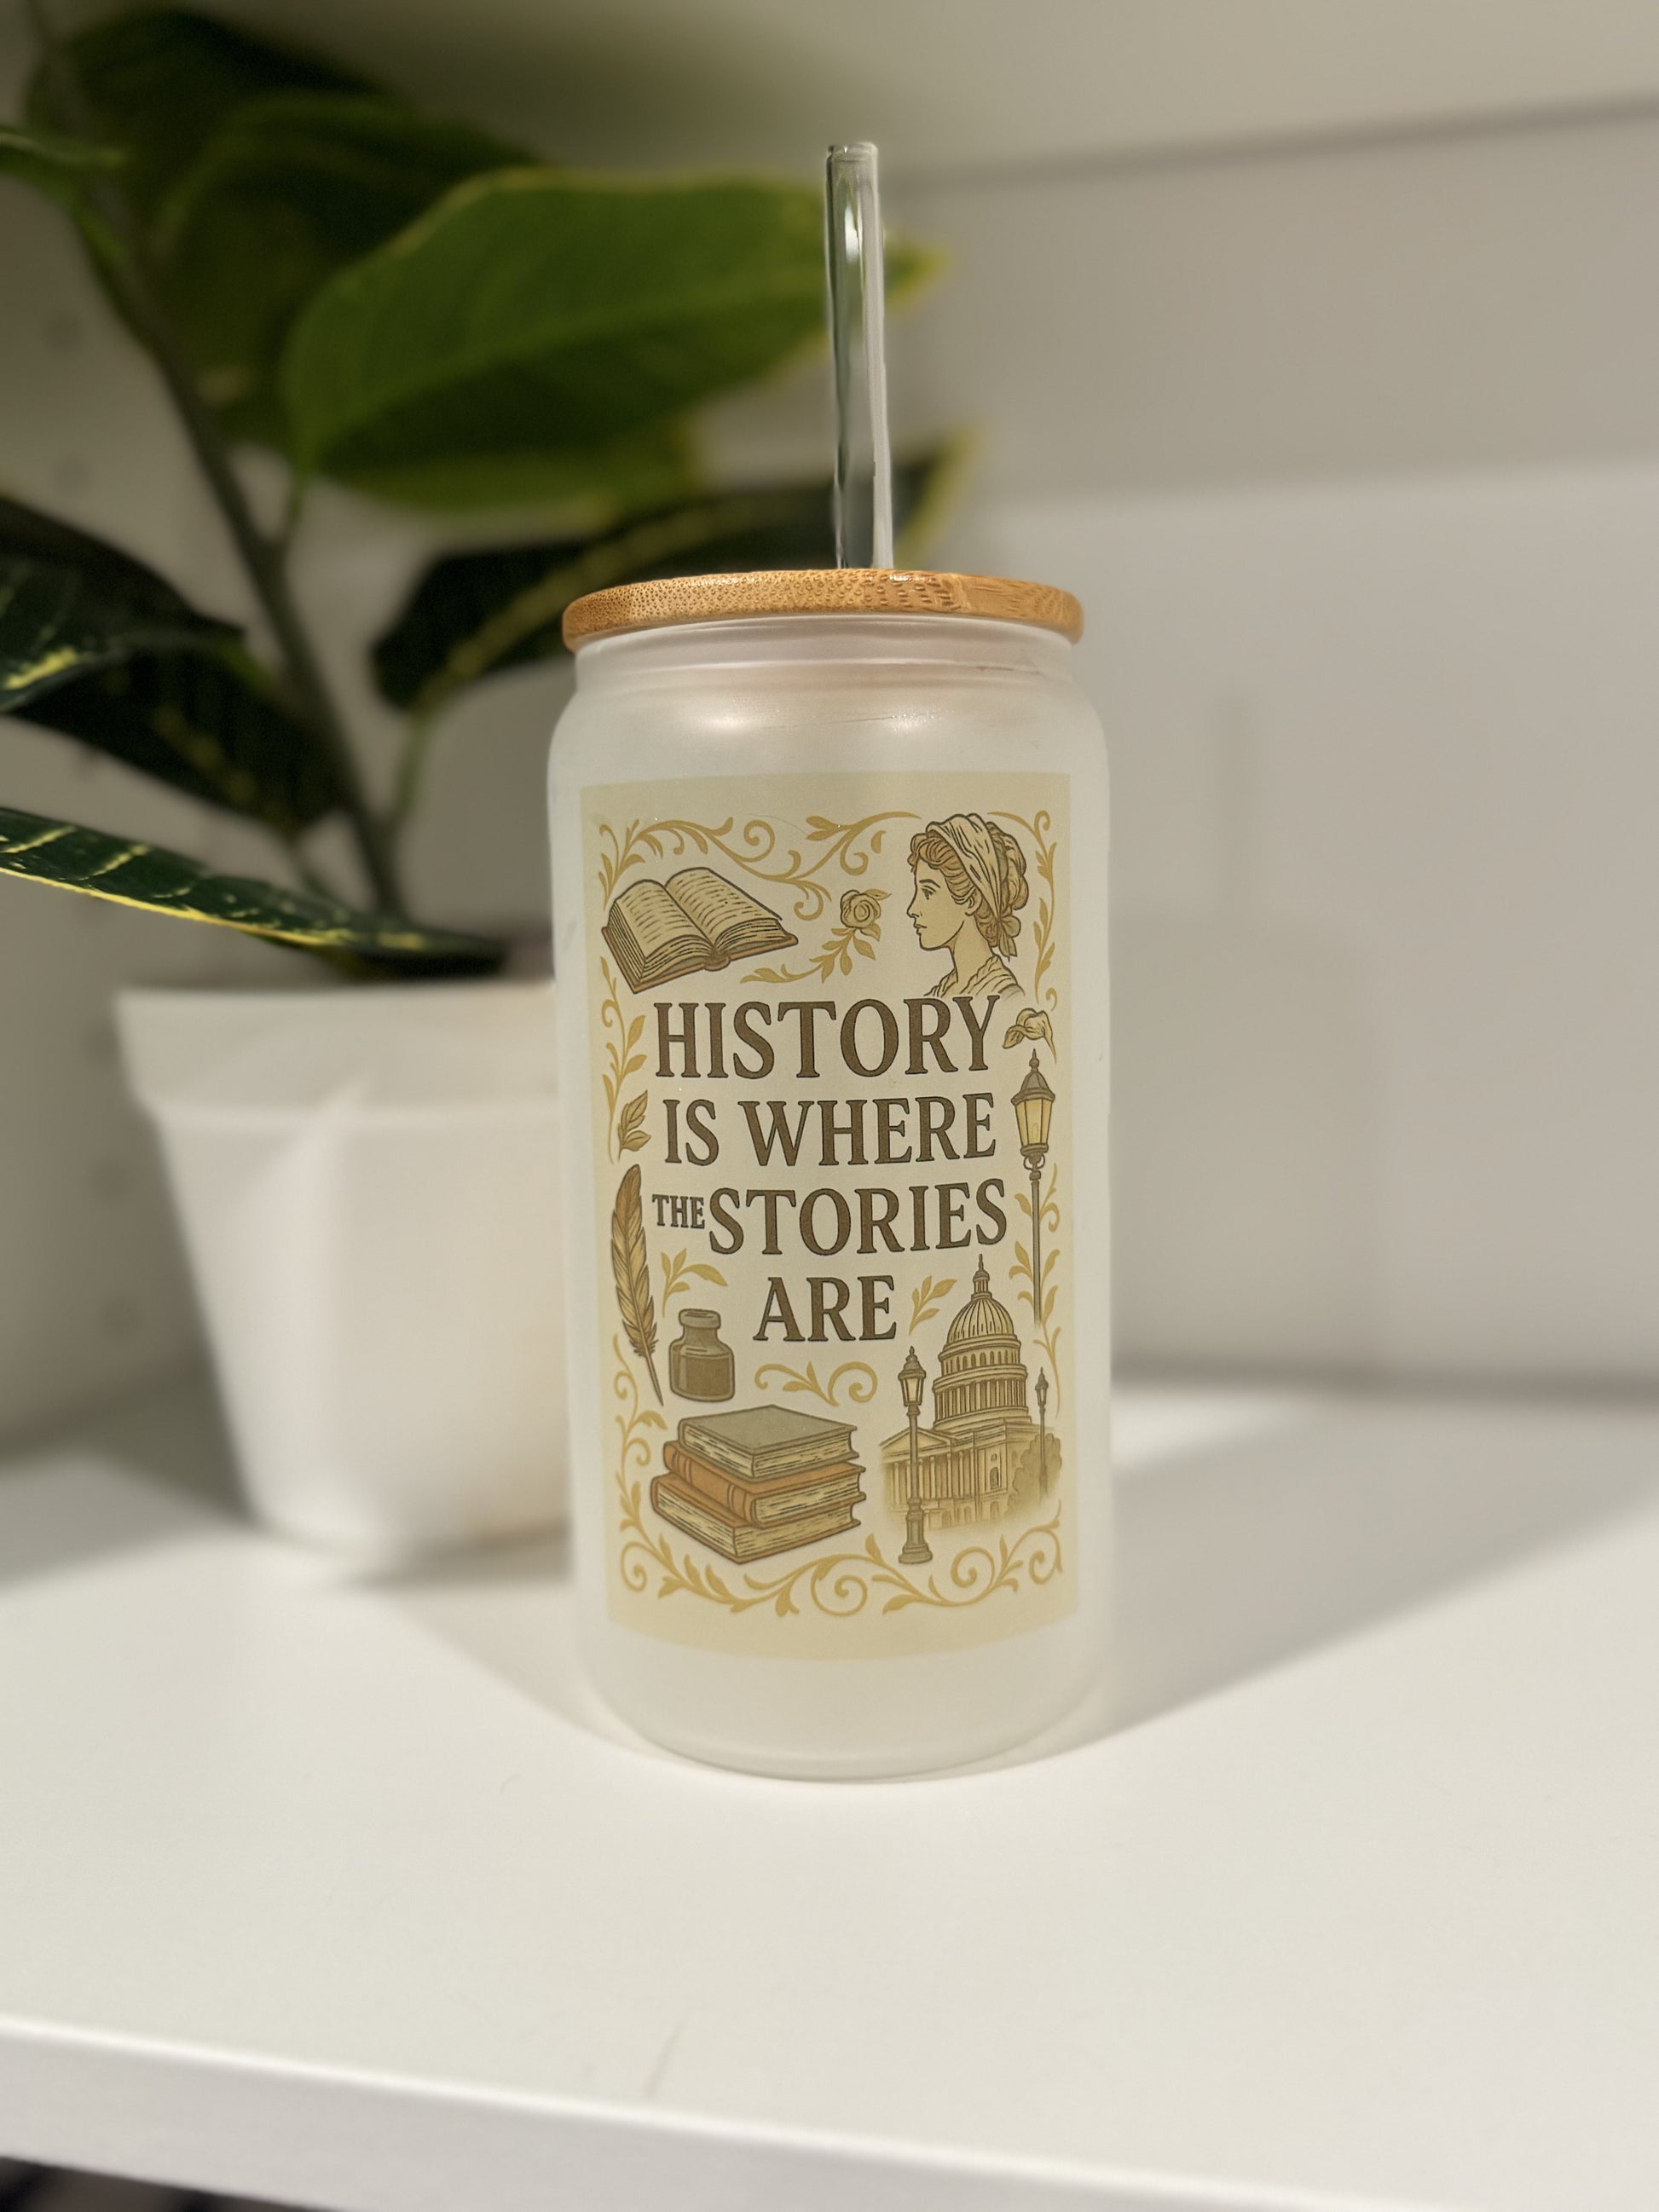 HISTORY
IS WHERE
THE STORIES
ARE